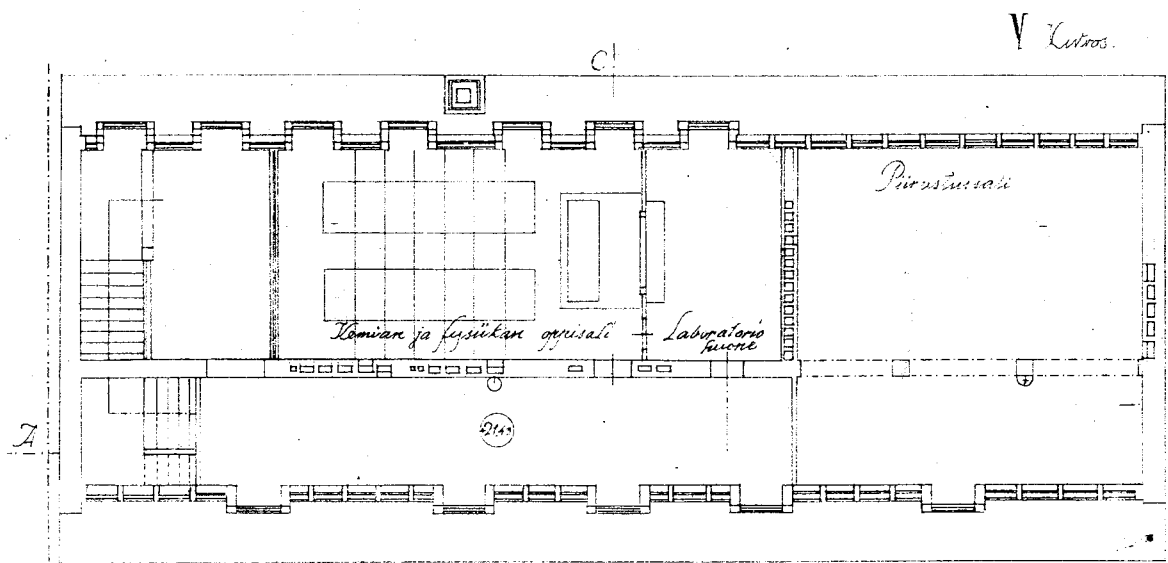 V Kerros.
C
Piirustussali
Kemian ja fysiikan oppisali
Laboratorio
huone
A